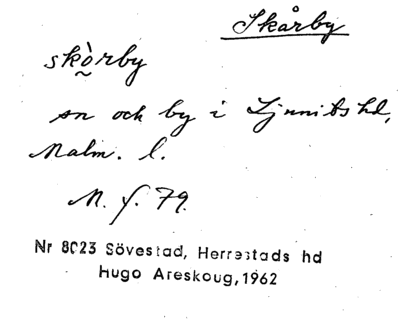 Skårby
skòrby
sn och by i Ljunits hd,
Malm. l.
M. f. 79.
Nr 8023 Sövestad, Herrestads hd
Hugo Areskoug, 1962